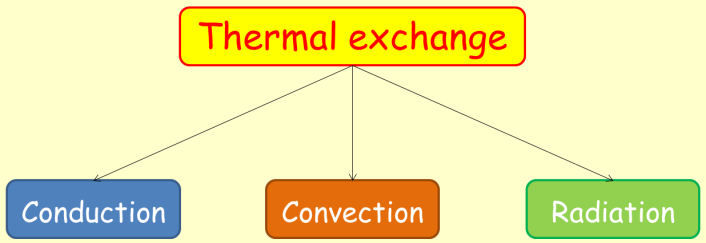 Thermal exchange
Conduction
Convection
Radiation